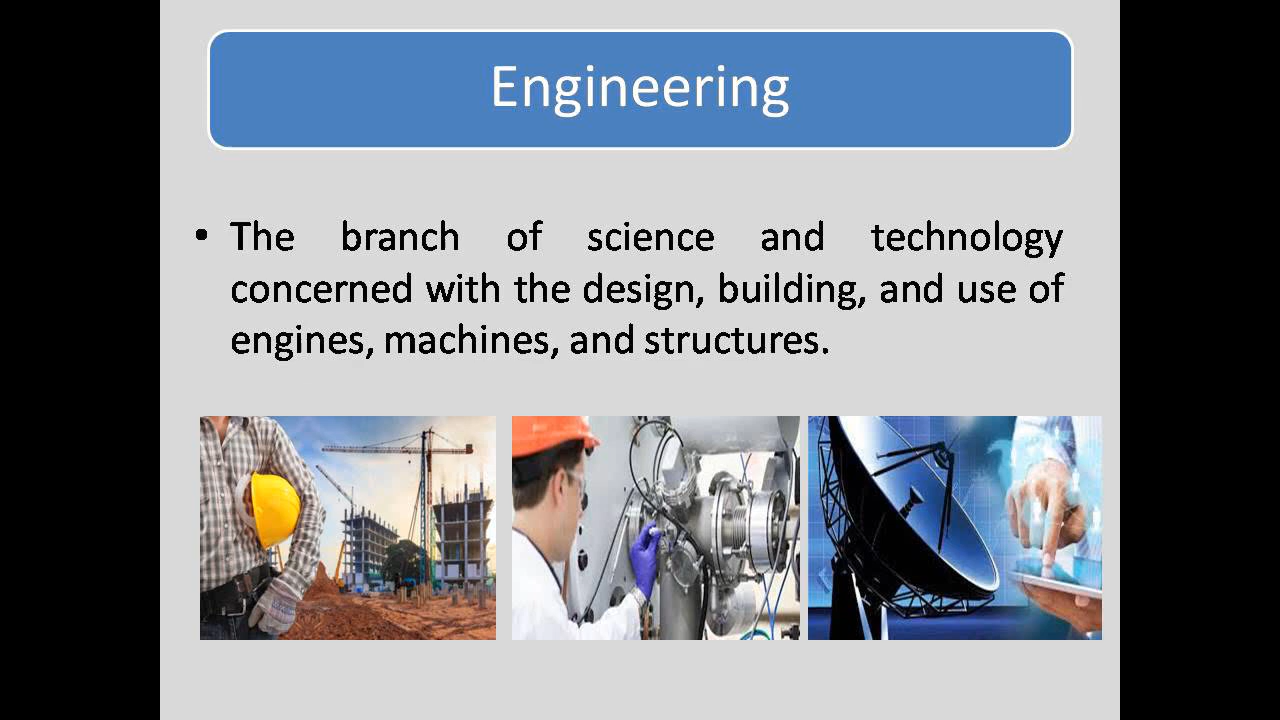 Engineering
• The branch of science and technology
concerned with the design, building, and use of
engines, machines, and structures.